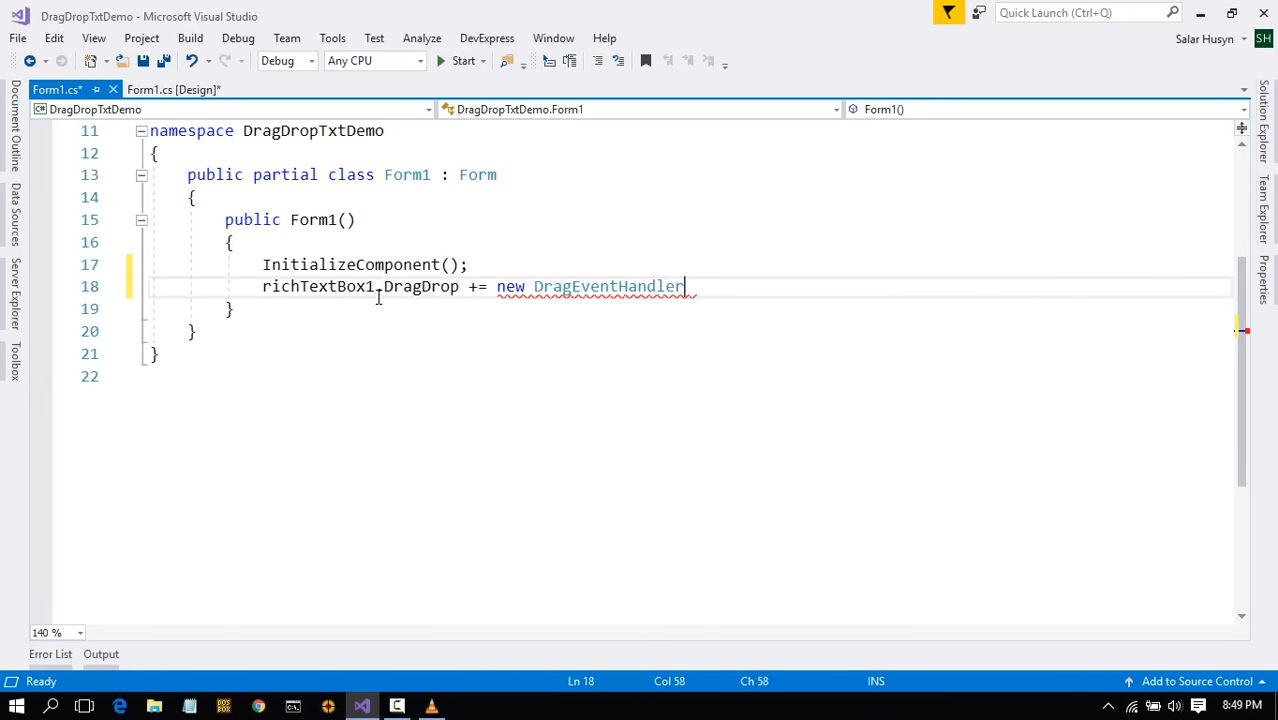 DragDropTxtDemo - Microsoft Visual Studio
Quick Launch (Ctrl+Q)
File Edit View Project Build Debug Team Tools Test Analyze DevExpress Window Help
Salar Husyn SH
Debug Any CPU Start
Form1.cs* Form1.cs [Design]*
DragDropTxtDemo DragDropTxtDemo.Form1 Form1()
11 namespace DragDropTxtDemo
12 {
13 public partial class Form1 : Form
14 {
15 public Form1()
16 {
17 InitializeComponent();
18 richTextBox1.DragDrop += new DragEventHandler
19 }
20 }
21 }
22
Document Outline
Data Sources
Server Explorer
Toolbox
Solution Explorer
Team Explorer
Properties
140 %
Error List Output
Ready Ln 18 Col 58 Ch 58 INS Add to Source Control
8:49 PM